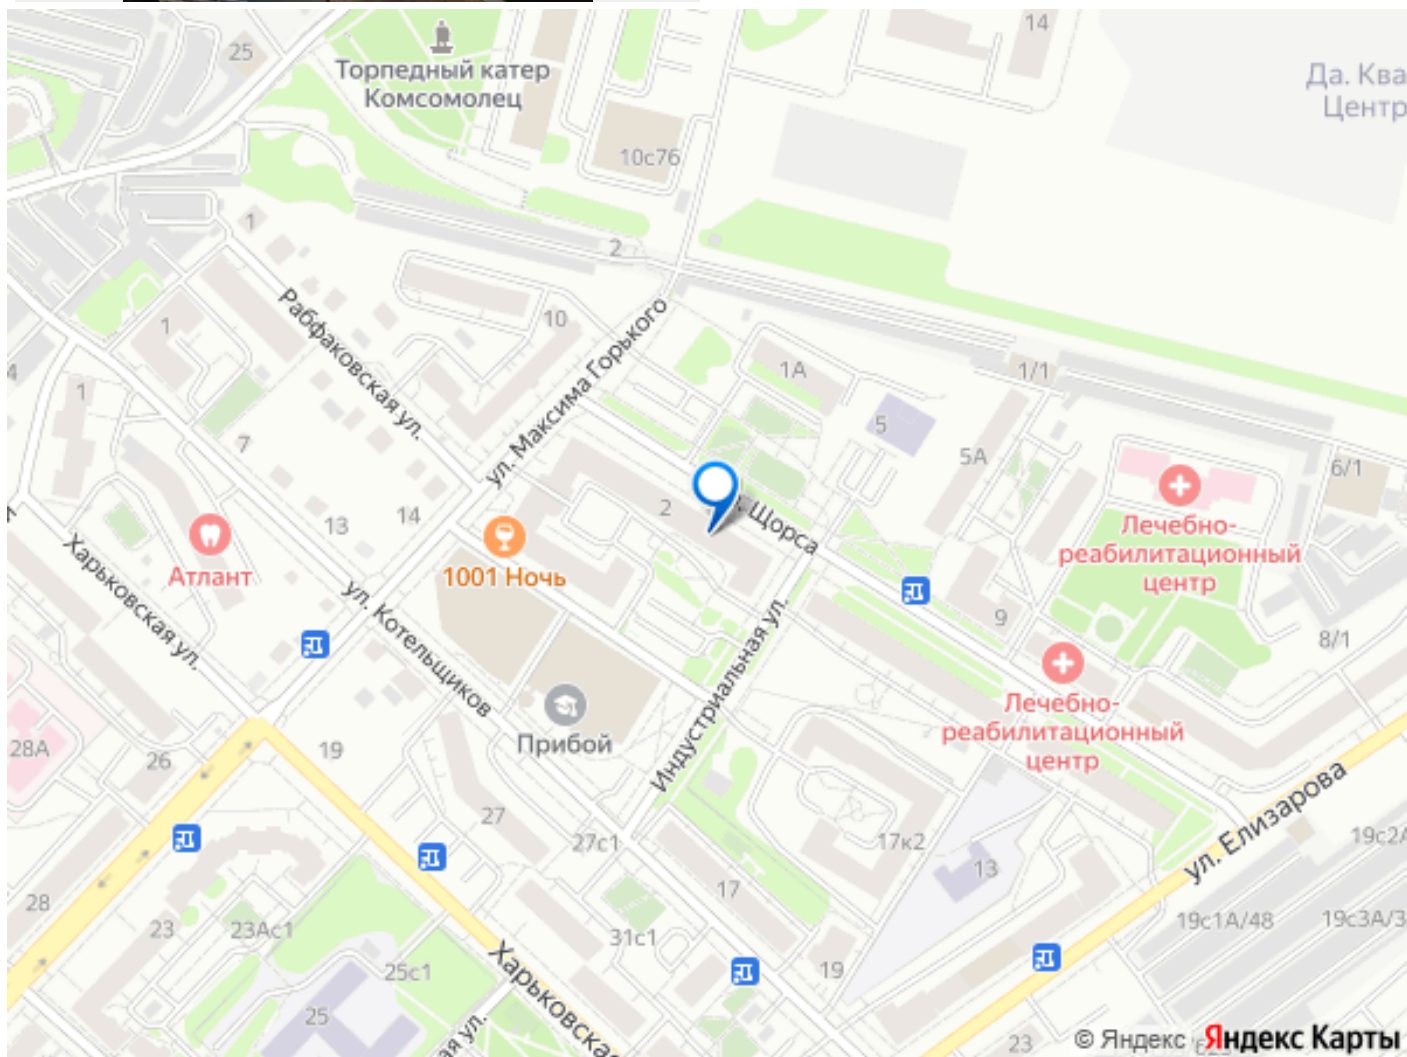 25
14
Торпедный катер
Комсомолец
Да. Ква
Центр
10с76
1
2
Рабфаковская ул.
10
ул. Максима Горького
1
1А
1/1
4
1
5
7
5А
6/1
2
Щорса
14
13
Лечебно-
реабилитационный
центр
Атлант
1001 Ночь
Харьковская ул.
ул. Котельщиков
Индустриальная ул.
9
8/1
Лечебно-
реабилитационный
центр
Прибой
28А
26
19
27
27с1
17к2
ул. Елизарова
19с2А
13
17
28
23
23Ас1
31с1
19с1А/48
19с3А/3
25с1
19
Харьковска
25
ая ул.
23
© Яндекс Яндекс Карты